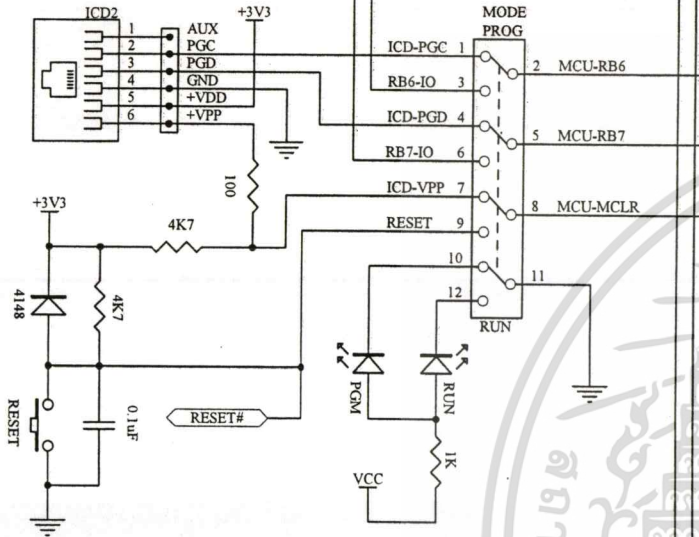 ICD2
+3V3
MODE
PROG
1 AUX
2 PGC
3 PGD
4 GND
5 +VDD
6 +VPP
ICD-PGC 1
2 MCU-RB6
RB6-IO 3
ICD-PGD 4
5 MCU-RB7
RB7-IO 6
ICD-VPP 7
8 MCU-MCLR
RESET 9
10
11
12
RUN
100
+3V3
4K7
4148
4K7
RESET
0.1uF
RESET#
PGM
RUN
1K
VCC